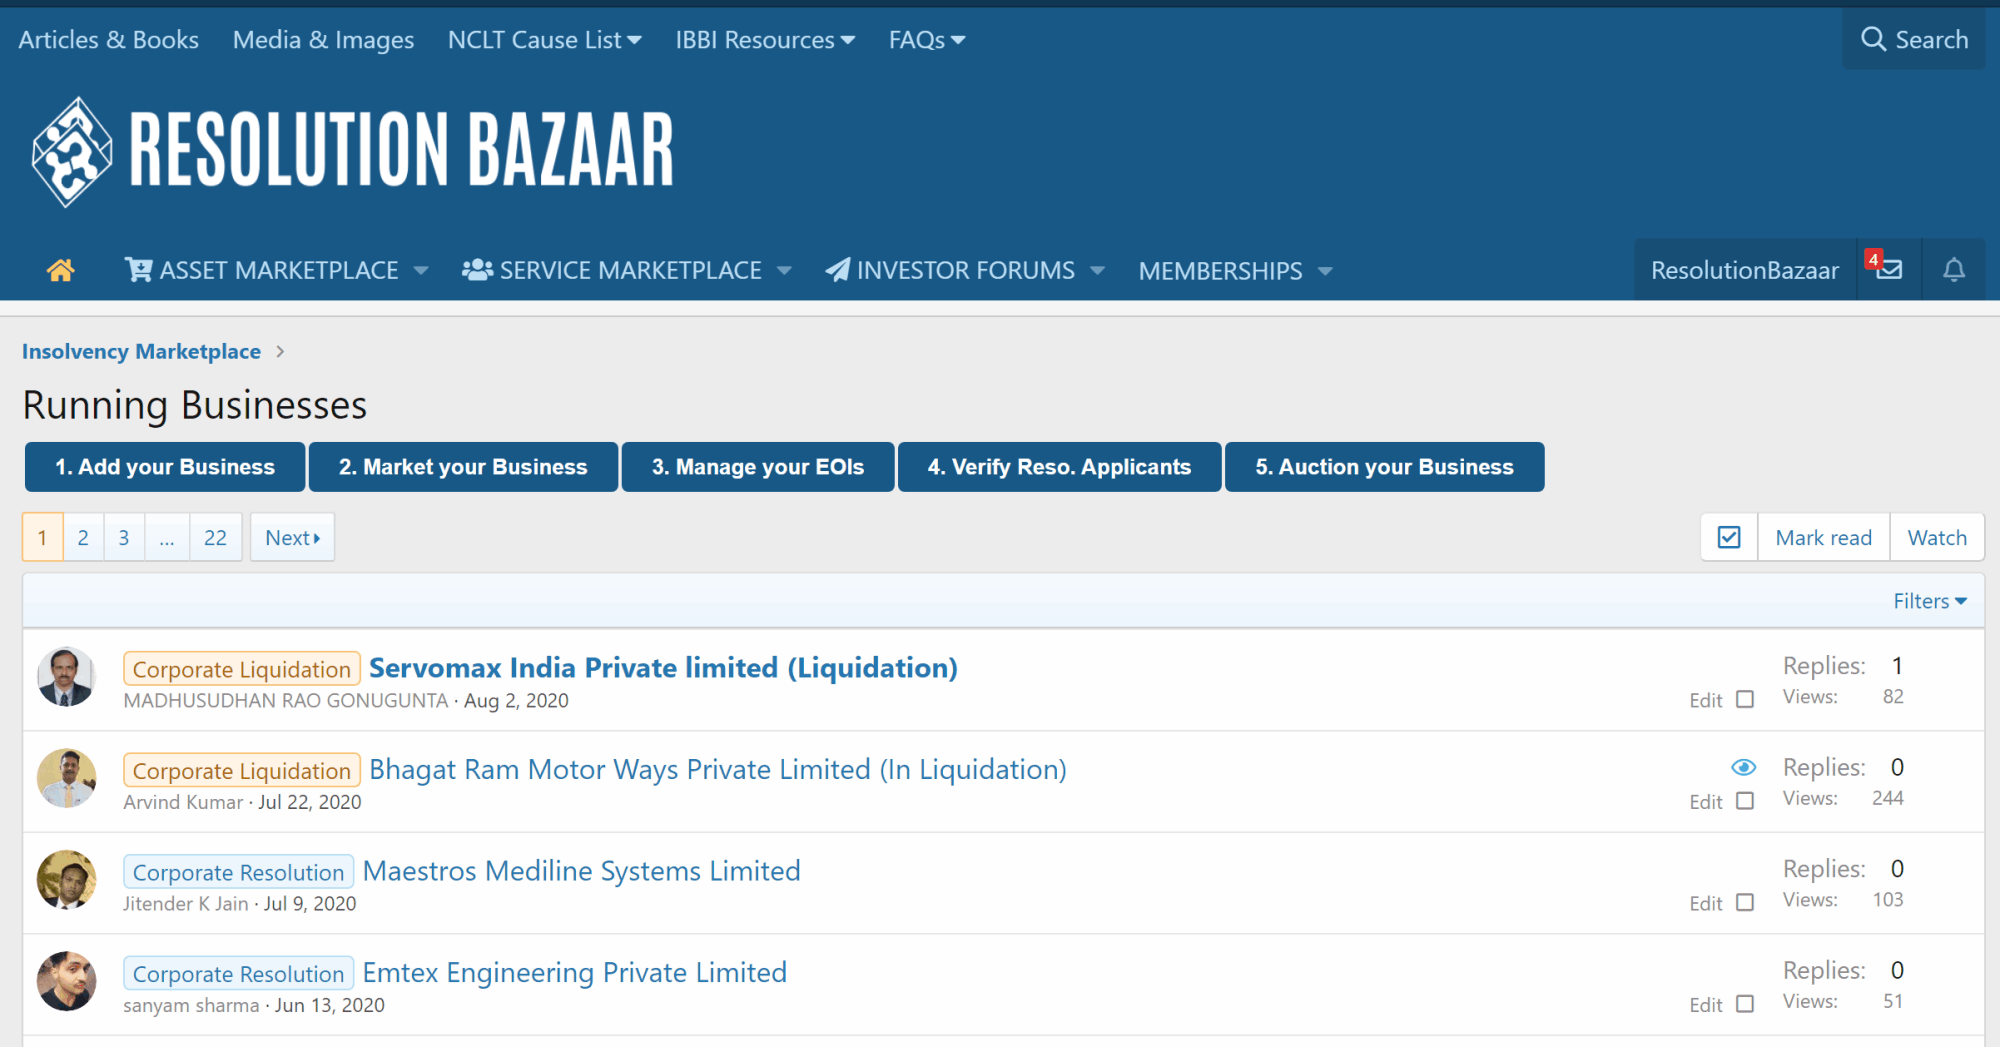 Articles & Books Media & Images NCLT Cause List IBBI Resources FAQs Search
RESOLUTION BAZAAR
ASSET MARKETPLACE SERVICE MARKETPLACE INVESTOR FORUMS MEMBERSHIPS ResolutionBazaar 4
Insolvency Marketplace
Running Businesses
1. Add your Business 2. Market your Business 3. Manage your EOIs 4. Verify Reso. Applicants 5. Auction your Business
1 2 3 ... 22 Next Mark read Watch
Filters
Corporate Liquidation Servomax India Private limited (Liquidation) Replies: 1
MADHUSUDHAN RAO GONUGUNTA · Aug 2, 2020 Edit Views: 82
Corporate Liquidation Bhagat Ram Motor Ways Private Limited (In Liquidation) Replies: 0
Arvind Kumar · Jul 22, 2020 Edit Views: 244
Corporate Resolution Maestros Mediline Systems Limited Replies: 0
Jitender K Jain · Jul 9, 2020 Edit Views: 103
Corporate Resolution Emtex Engineering Private Limited Replies: 0
sanyam sharma · Jun 13, 2020 Edit Views: 51